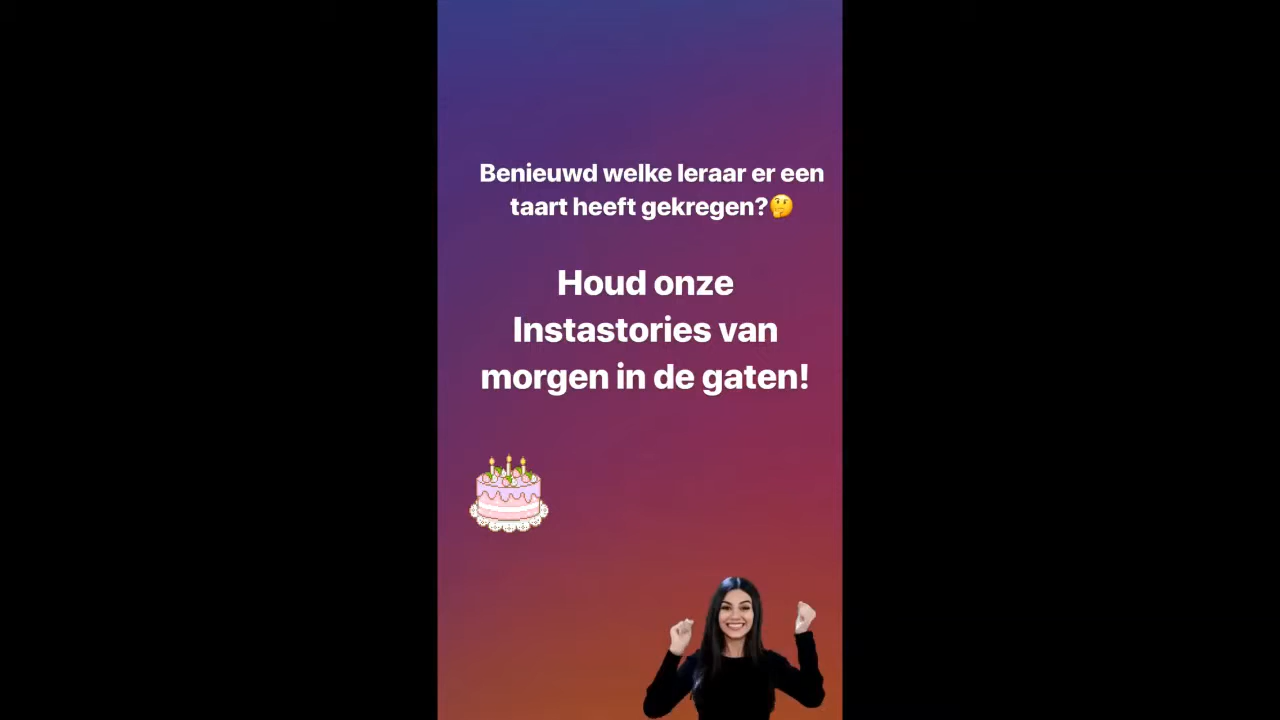 Benieuwd welke leraar er een
taart heeft gekregen?🤔
Houd onze
Instastories van
morgen in de gaten!